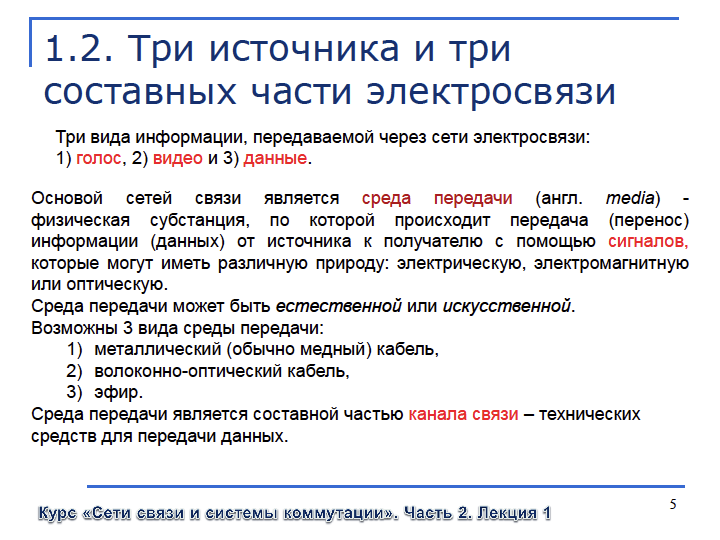 1.2. Три источника и три
составных части электросвязи
Три вида информации, передаваемой через сети электросвязи:
1) голос, 2) видео и 3) данные.
Основой сетей связи является среда передачи (англ. media) -
физическая субстанция, по которой происходит передача (перенос)
информации (данных) от источника к получателю с помощью сигналов,
которые могут иметь различную природу: электрическую, электромагнитную
или оптическую.
Среда передачи может быть естественной или искусственной.
Возможны 3 вида среды передачи:
1) металлический (обычно медный) кабель,
2) волоконно-оптический кабель,
3) эфир.
Среда передачи является составной частью канала связи – технических
средств для передачи данных.
Курс «Сети связи и системы коммутации». Часть 2. Лекция 1
5